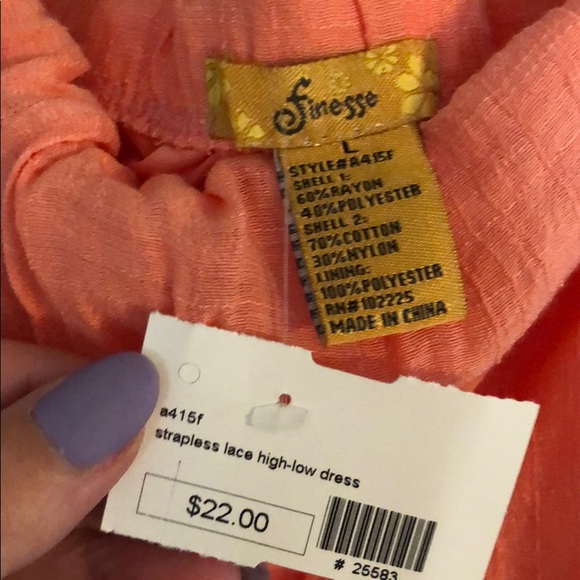 Finesse
L
STYLE#A415F
SHELL 1:
60%RAYON
40%POLYESTER
SHELL 2:
70%COTTON
30%NYLON
LINING:
100%POLYESTER
RN#102225
MADE IN CHINA
a415f
strapless lace high-low dress
$22.00
# 25583